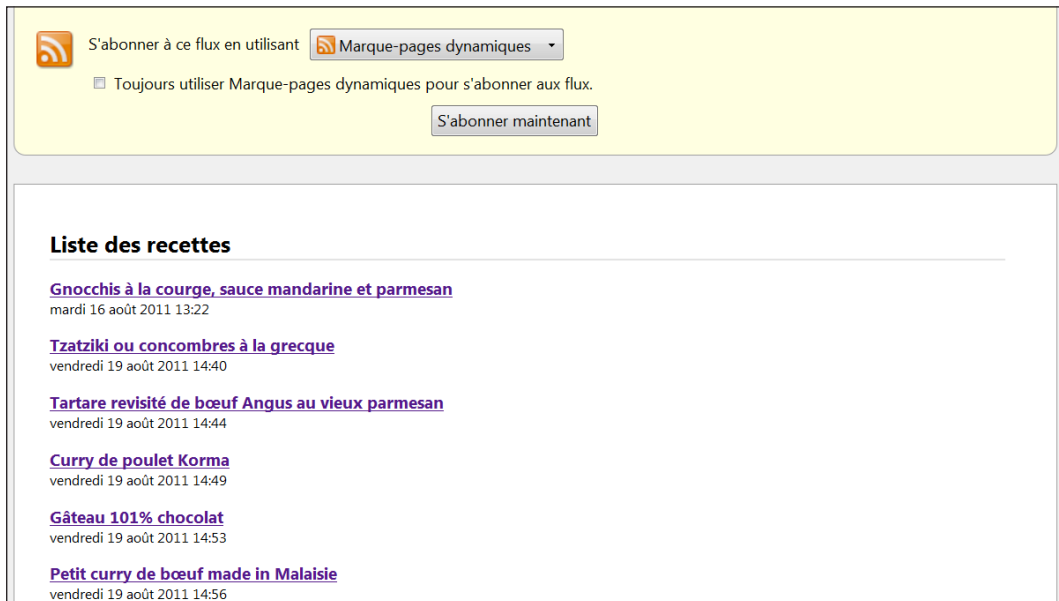 S'abonner à ce flux en utilisant Marque-pages dynamiques
Toujours utiliser Marque-pages dynamiques pour s'abonner aux flux.
S'abonner maintenant
Liste des recettes
Gnocchis à la courge, sauce mandarine et parmesan
mardi 16 août 2011 13:22
Tzatziki ou concombres à la grecque
vendredi 19 août 2011 14:40
Tartare revisité de bœuf Angus au vieux parmesan
vendredi 19 août 2011 14:44
Curry de poulet Korma
vendredi 19 août 2011 14:49
Gâteau 101% chocolat
vendredi 19 août 2011 14:53
Petit curry de bœuf made in Malaisie
vendredi 19 août 2011 14:56